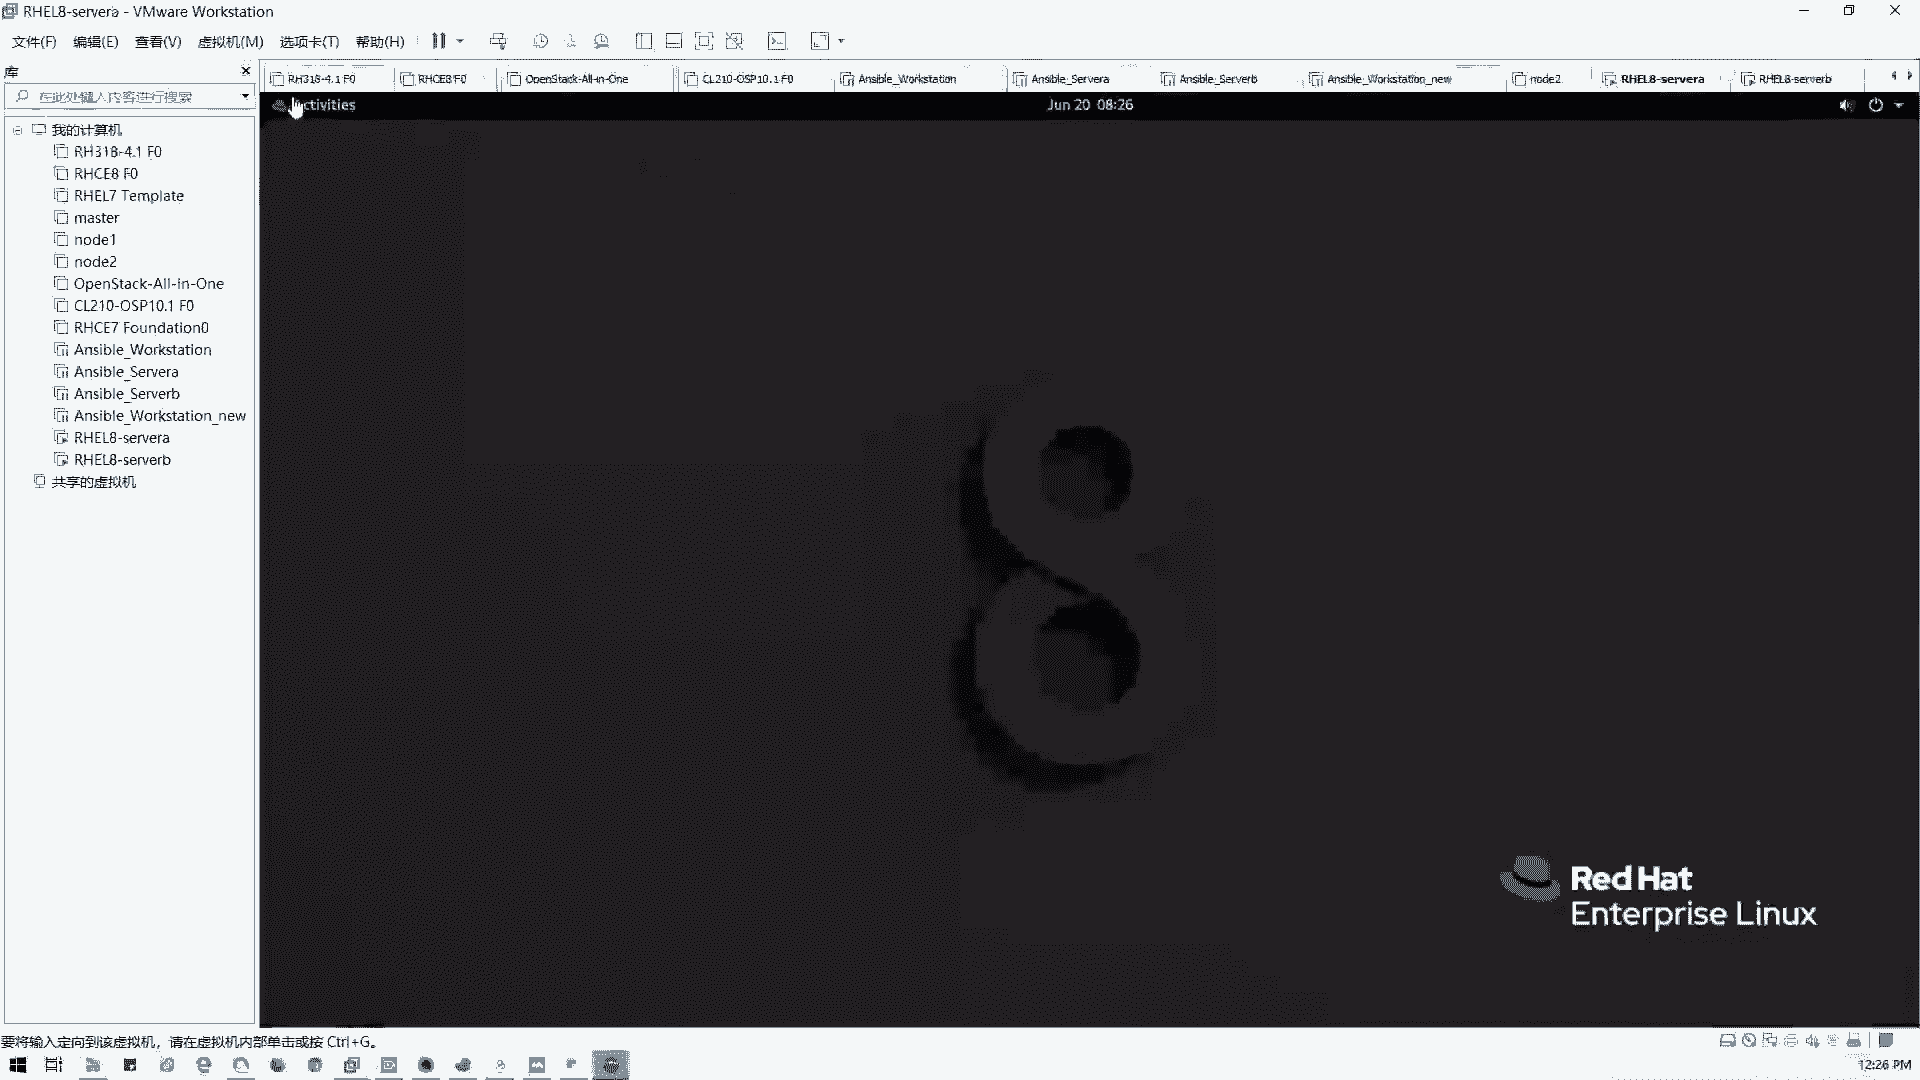 RHEL8-servera - VMware Workstation
文件(F) 编辑(E) 查看(V) 虚拟机(M) 选项卡(T) 帮助(H)
库
在此处键入内容进行搜索
我的计算机
RH318-4.1 F0
RHCE8 F0
RHEL7 Template
master
node1
node2
OpenStack-All-in-One
CL210-OSP10.1 F0
RHCE7 Foundation0
Ansible_Workstation
Ansible_Servera
Ansible_Serverb
Ansible_Workstation_new
RHEL8-servera
RHEL8-serverb
共享的虚拟机
RH318-4.1 F0 RHCE8 F0 OpenStack-All-in-One CL210-OSP10.1 F0 Ansible_Workstation Ansible_Servera Ansible_Serverb Ansible_Workstation_new node2 RHEL8-servera RHEL8-serverb
Activities Jun 20 08:26
8
Red Hat
Enterprise Linux
要将输入定向到该虚拟机，请在虚拟机内部单击或按 Ctrl+G。
12:26 PM